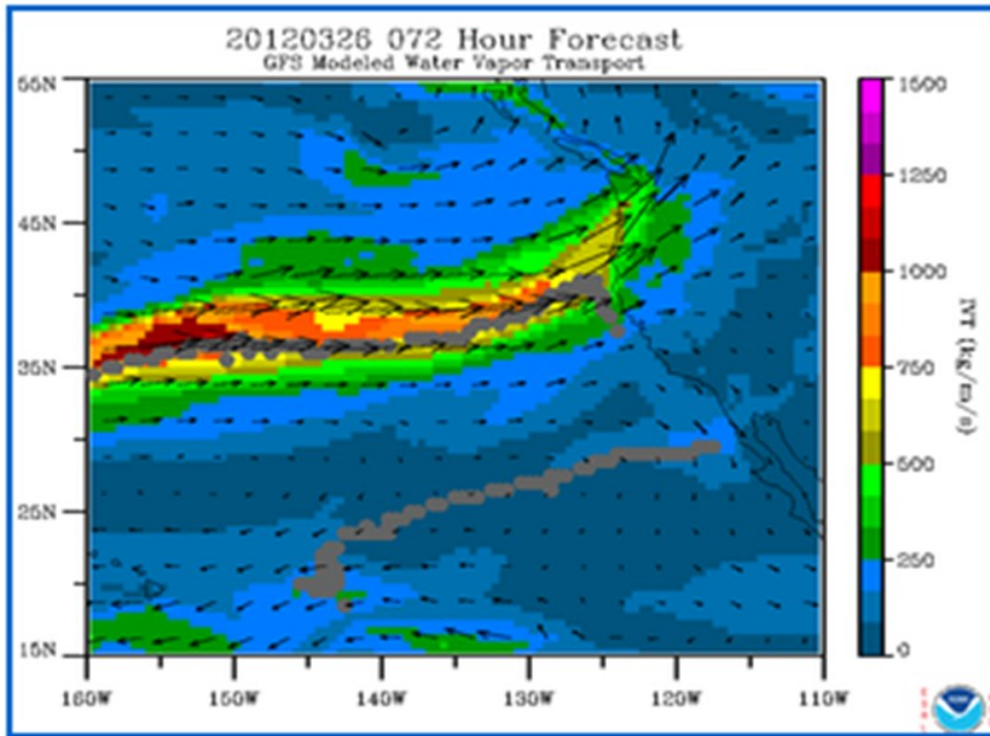 20120326 072 Hour Forecast
GFS Modeled Water Vapor Transport
55N
45N
35N
25N
15N
160W
150W
140W
130W
120W
110W
1500
1250
1000
750
500
250
0
IVT (kg/m/s)